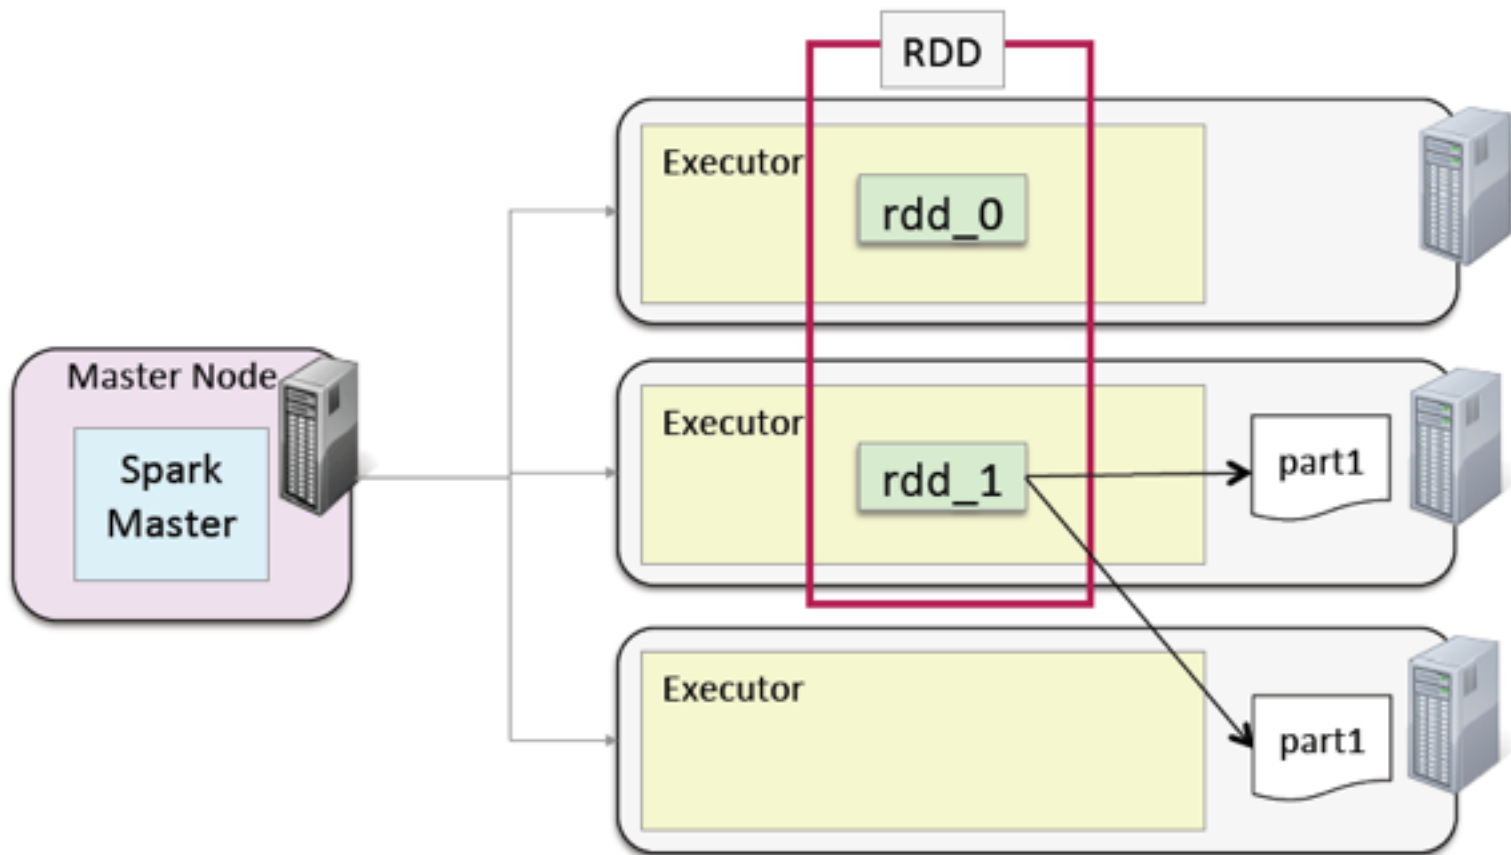 RDD
Executor
rdd_0
Master Node
Spark
Master
Executor
rdd_1
part1
Executor
part1